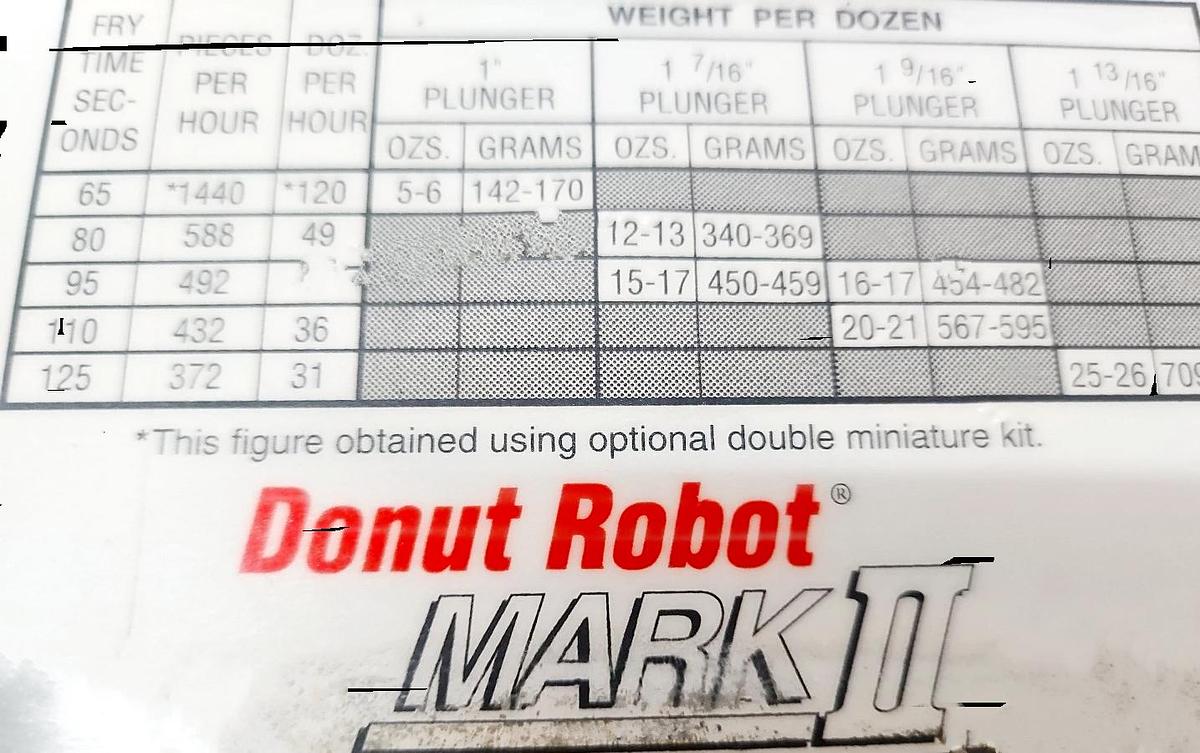 FRY TIME SEC- ONDS PIECES PER HOUR DOZ. PER HOUR WEIGHT PER DOZEN
1" PLUNGER 1 7/16" PLUNGER 1 9/16" PLUNGER 1 13/16" PLUNGER
OZS. GRAMS OZS. GRAMS OZS. GRAMS OZS. GRAM
65 *1440 *120 5-6 142-170
80 588 49 12-13 340-369
95 492 15-17 450-459 16-17 454-482
110 432 36 20-21 567-595
125 372 31 25-26 709
*This figure obtained using optional double miniature kit.
Donut Robot®
MARK II